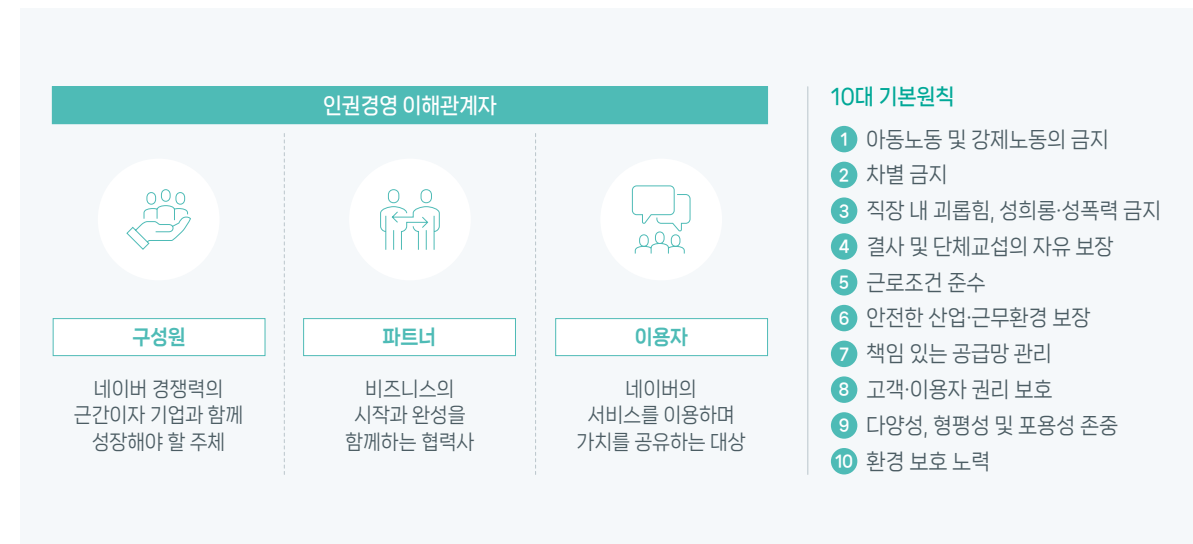 인권경영 이해관계자
구성원
네이버 경쟁력의
근간이자 기업과 함께
성장해야 할 주체
파트너
비즈니스의
시작과 완성을
함께하는 협력사
이용자
네이버의
서비스를 이용하며
가치를 공유하는 대상
10대 기본원칙
1 아동노동 및 강제노동의 금지
2 차별 금지
3 직장 내 괴롭힘, 성희롱·성폭력 금지
4 결사 및 단체교섭의 자유 보장
5 근로조건 준수
6 안전한 산업·근무환경 보장
7 책임 있는 공급망 관리
8 고객·이용자 권리 보호
9 다양성, 형평성 및 포용성 존중
10 환경 보호 노력